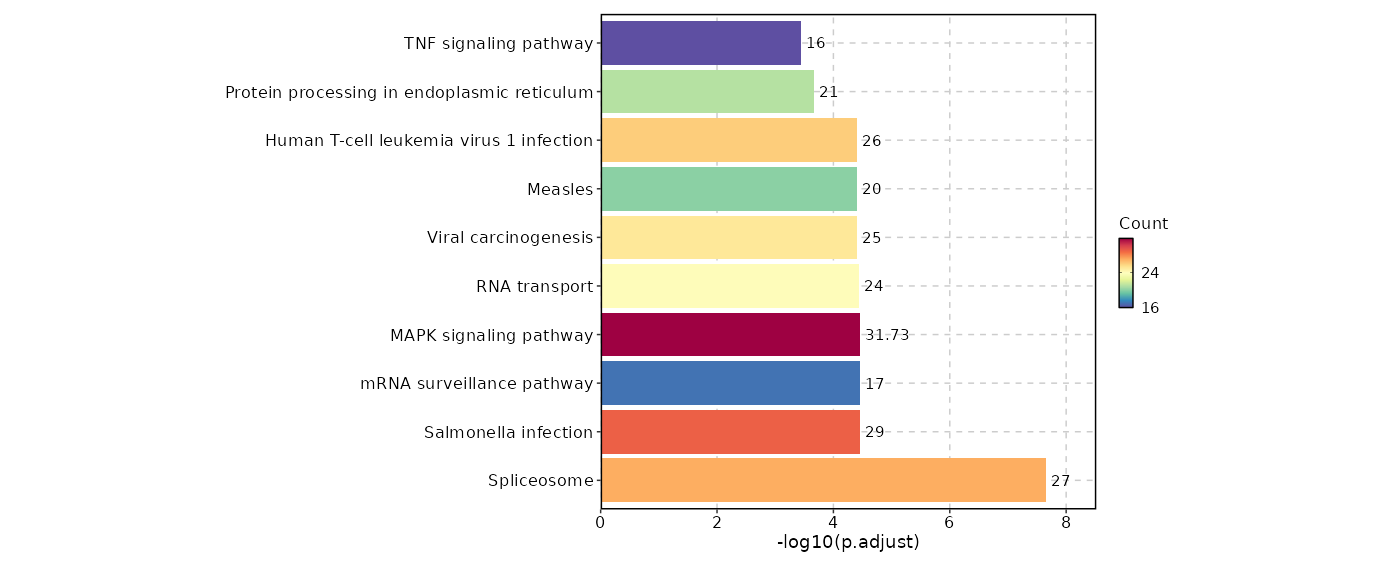 TNF signaling pathway 16
Protein processing in endoplasmic reticulum 21
Human T-cell leukemia virus 1 infection 26
Measles 20
Viral carcinogenesis 25
RNA transport 24
MAPK signaling pathway 31.73
mRNA surveillance pathway 17
Salmonella infection 29
Spliceosome 27
0 2 4 6 8
-log10(p.adjust)
Count
24
16